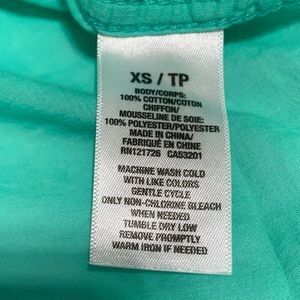 XS / TP
BODY/CORPS:
100% COTTON/COTON
CHIFFON/
MOUSSELINE DE SOIE:
100% POLYESTER/POLYESTER
MADE IN CHINA/
FABRIQUÉ EN CHINE
RN121726 CA53201
MACHINE WASH COLD
WITH LIKE COLORS
GENTLE CYCLE
ONLY NON-CHLORINE BLEACH
WHEN NEEDED
TUMBLE DRY LOW
REMOVE PROMPTLY
WARM IRON IF NEEDED